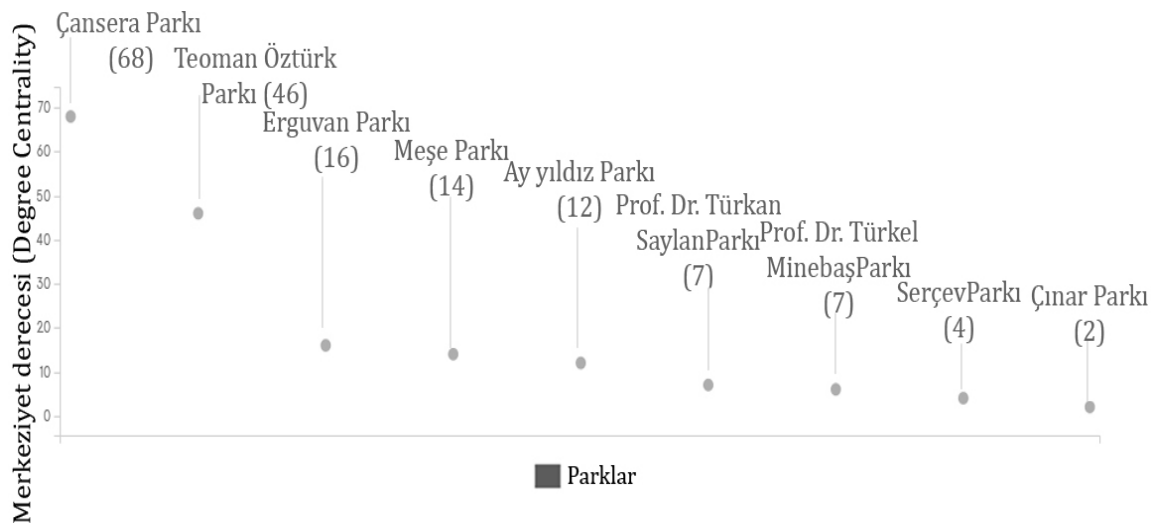 Merkeziyet derecesi (Degree Centrality)
Çansera Parkı
(68)
Teoman Öztürk
Parkı (46)
Erguvan Parkı
(16)
Meşe Parkı
(14)
Ay yıldız Parkı
(12)
Prof. Dr. Türkan
SaylanParkı
(7)
Prof. Dr. Türkel
MinebaşParkı
(7)
SerçevParkı
(4)
Çınar Parkı
(2)
70
60
50
40
30
20
10
0
Parklar